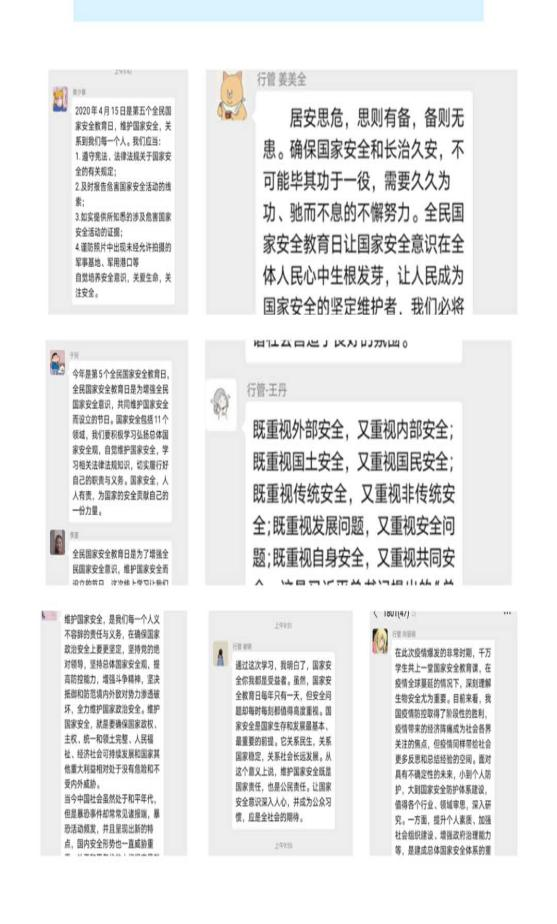 上午9:47
2020年4月15日是第五个全民国
家安全教育日，维护国家安全，关
系到我们每一个人。我们应当：
1.遵守宪法、法律法规关于国家安
全的有关规定；
2.及时报告危害国家安全活动的线
索；
3.如实提供所知悉的涉及危害国家
安全活动的证据；
4.谨防照片中出现未经允许拍摄的
军事基地、军用港口等
自觉培养安全意识，关爱生命，关
注安全。
行管 姜美全
居安思危，思则有备，备则无
患。确保国家安全和长治久安，不
可能毕其功于一役，需要久久为
功、驰而不息的不懈努力。全民国
家安全教育日让国家安全意识在全
体人民心中生根发芽，让人民成为
国家安全的坚定维护者，我们必将
今年是第5个全民国家安全教育日，
全民国家安全教育日是为增强全民
国家安全意识，共同维护国家安全
而设立的节日。国家安全包括11个
领域，我们要积极学习弘扬总体国
家安全观，自觉维护国家安全，学
习相关法律法规知识，切实履行好
自己的职责与义务。国家安全，人
人有责，为国家的安全贡献自己的
一份力量。
全民国家安全教育日是为了增强全
民国家安全意识，维护国家安全而
设立的节日，这次线上学习让我们
谐社会营造了良好的氛围。
行管-王丹
既重视外部安全，又重视内部安全；
既重视国土安全，又重视国民安全；
既重视传统安全，又重视非传统安
全；既重视发展问题，又重视安全问
题；既重视自身安全，又重视共同安
全，这是习近平总书记提出的《总
维护国家安全，是我们每一个人义
不容辞的责任与义务，在确保国家
政治安全上要更坚定，坚持党的绝
对领导，坚持总体国家安全观，提
高防控能力，增强斗争精神，坚决
抵御和防范境内外敌对势力渗透破
坏，全力维护国家政治安全。维护
国家安全，就是要确保国家政权、
主权、统一和领土完整、人民福
祉、经济社会可持续发展和国家其
他重大利益相对处于没有危险和不
受内外威胁。
当今中国社会虽然处于和平年代，
但是暴恐事件却常常见诸报端，暴
恐活动频发，并且呈现出新的特
点，国内安全形势也一直威胁重
上午9:51
行管
通过这次学习，我明白了，国家安
全你我都是受益者。虽然，国家安
全教育日每年只有一天，但安全问
题却每时每刻都值得高度重视。国
家安全是国家生存和发展最基本、
最重要的前提。它关系民生，关系
国家稳定，关系社会长远发展。从
这个意义上说，维护国家安全既是
国家责任，也是公民责任。让国家
安全意识深入人心，并成为公众习
惯，应是全社会的期待。
上午9:56
1801(47)
行管
在此次疫情爆发的非常时期，千万
学生共上一堂国家安全教育课，在
疫情全球蔓延的情况下，深刻理解
生物安全尤为重要。目前来看，我
国疫情防控取得了阶段性的胜利，
疫情带来的经济阵痛成为社会各界
关注的焦点，但疫情同样带给社会
更多反思和总结经验的空间。面对
具有不确定性的未来，小到个人防
护，大到国家安全防护体系建设，
值得各个行业、领域审思，深入研
究。一方面，提升个人素质、加强
社会组织建设、增强政府治理能力
等，是建成总体国家安全体系的重